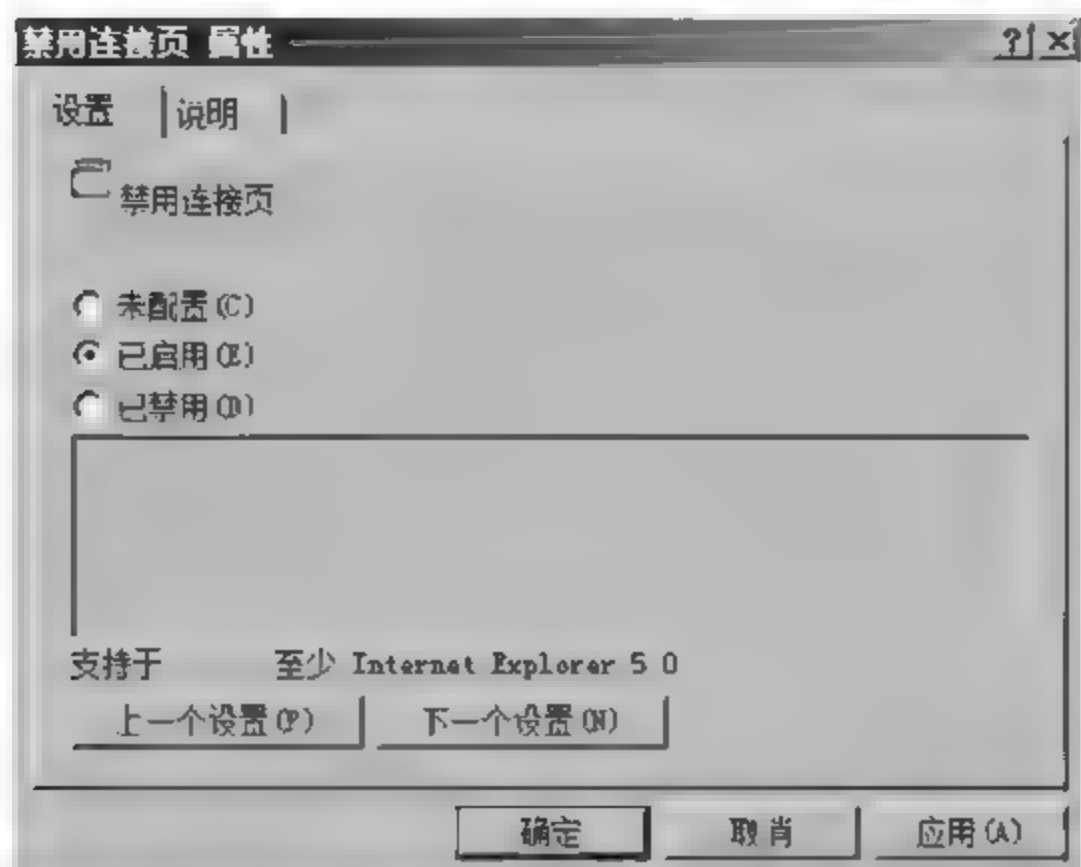 禁用连接页 属性
设置 说明
禁用连接页
未配置(C)
已启用(E)
已禁用(D)
支持于 至少 Internet Explorer 5 0
上一个设置(P) 下一个设置(N)
确定 取肖 应用(A)